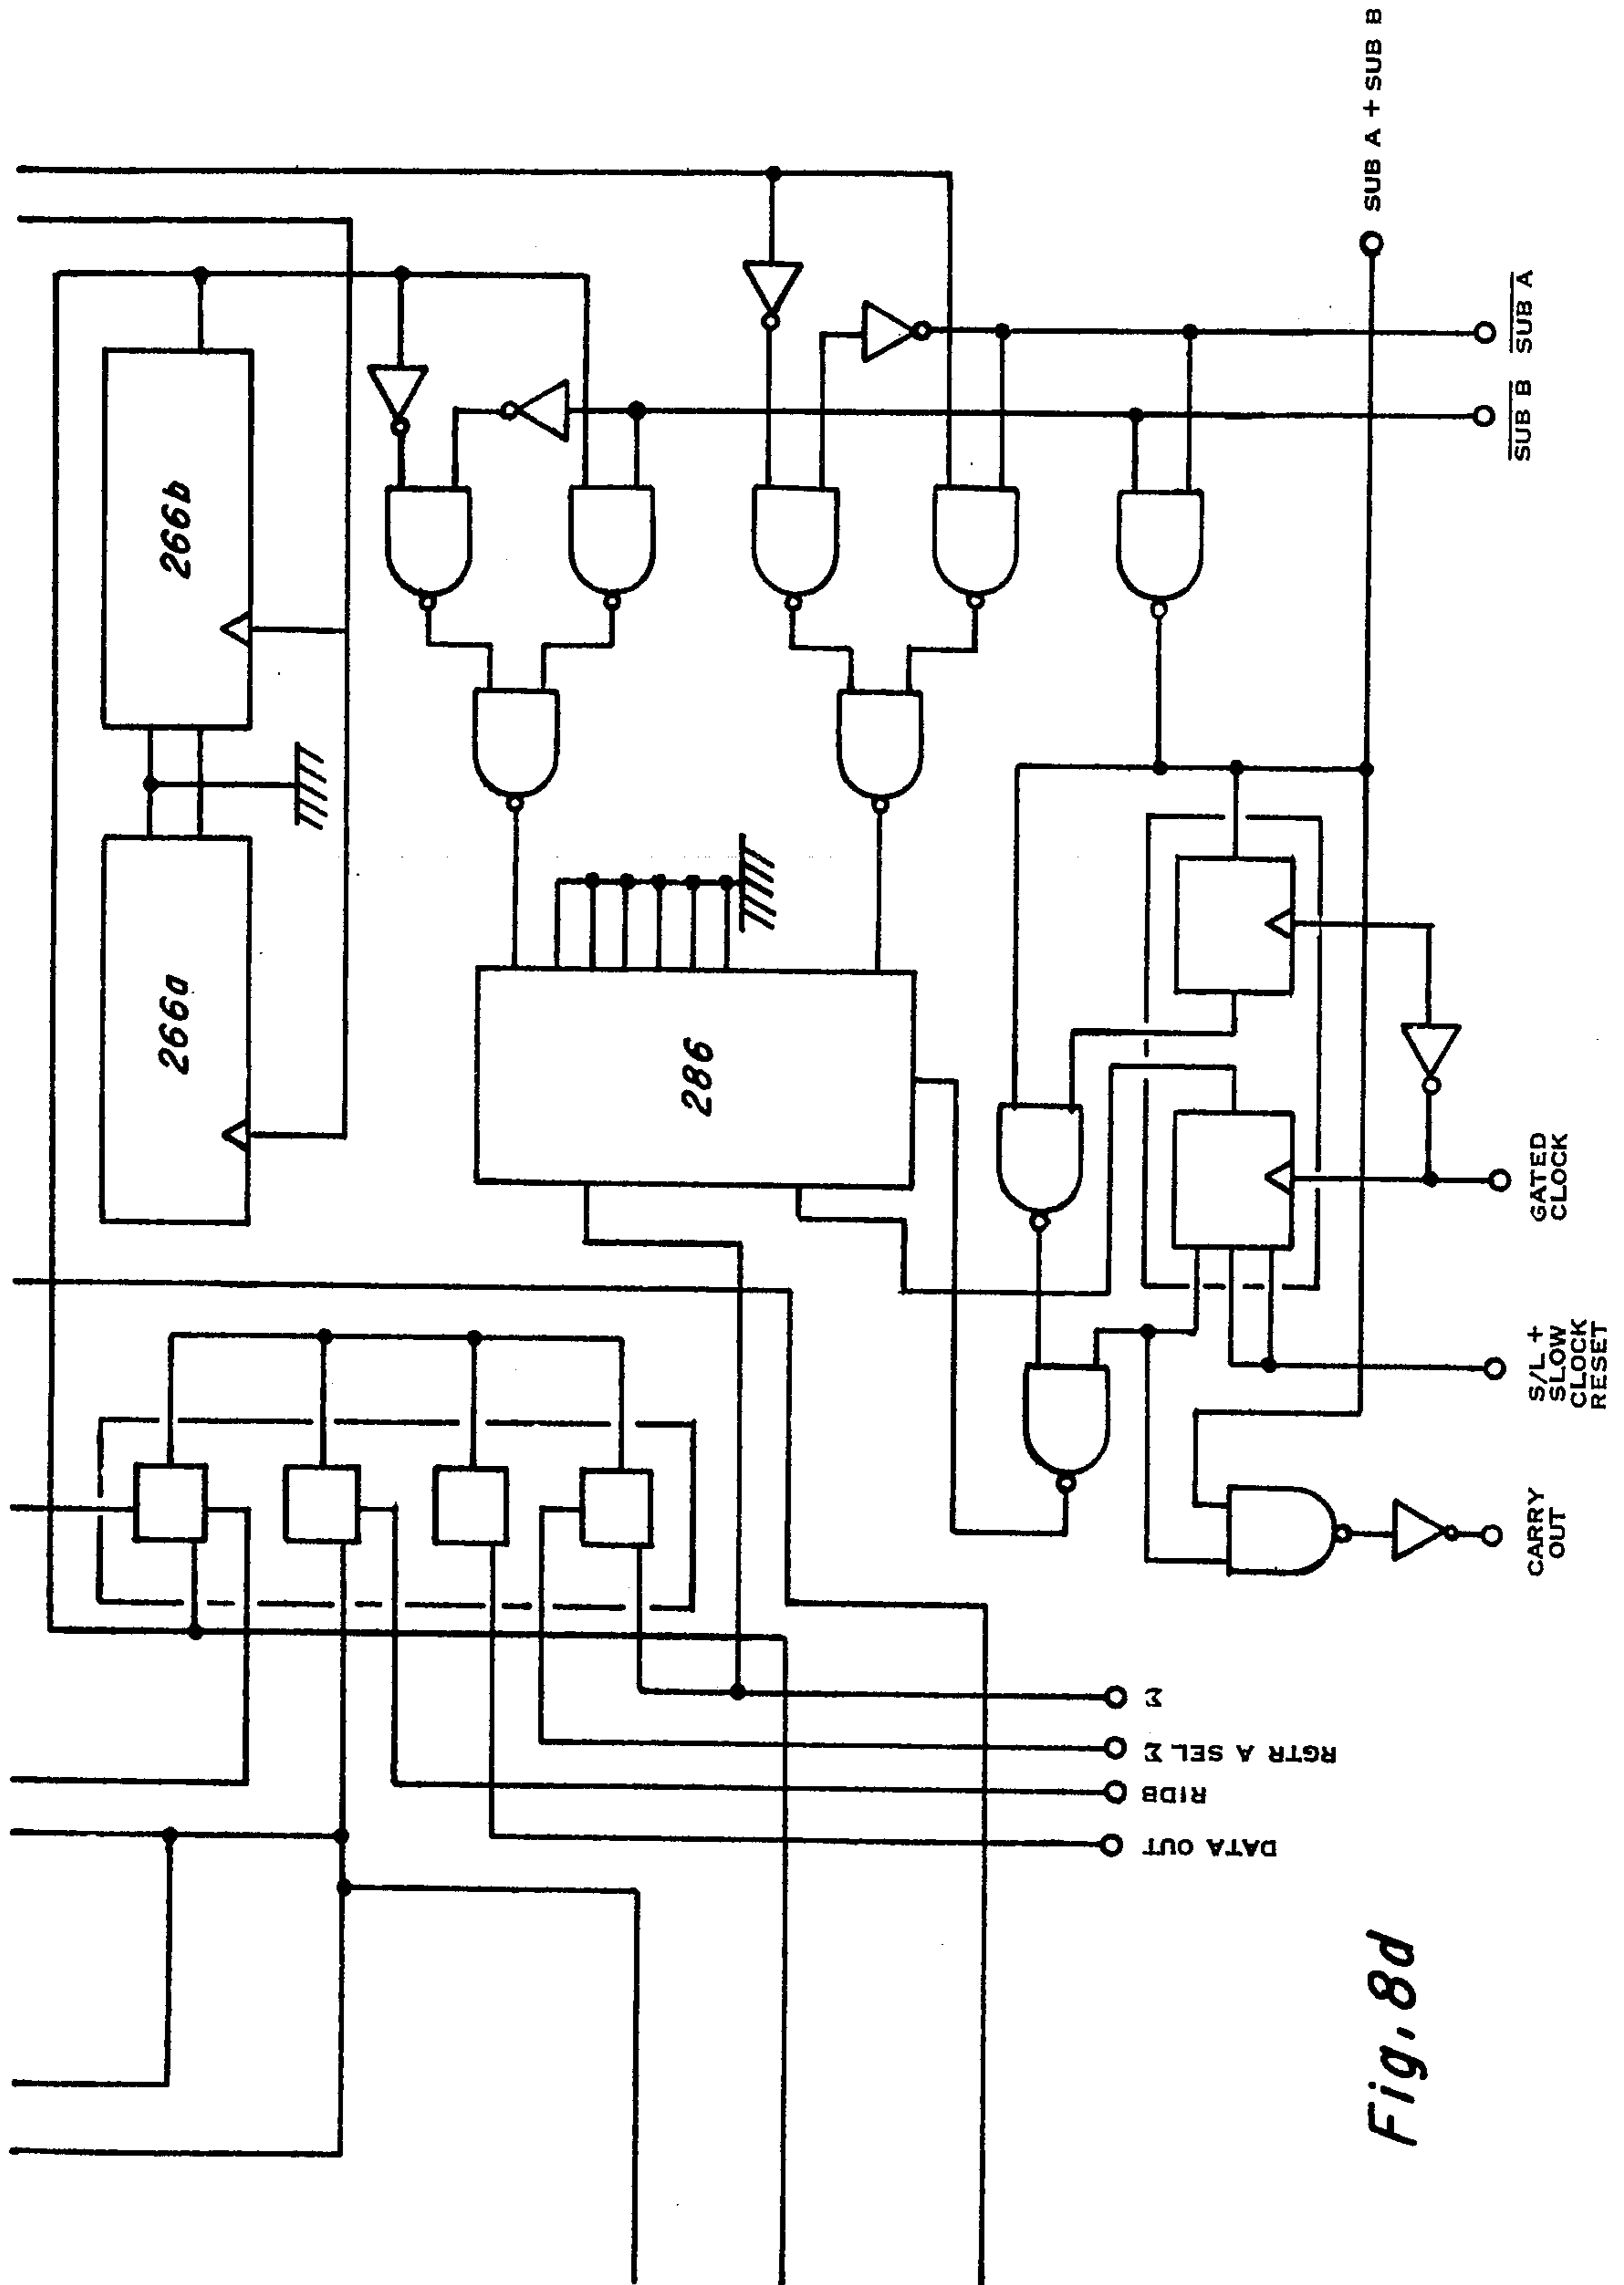 266a
266b
286
SUB A + SUB B
SUB A
SUB B
GATED
CLOCK
S/L +
SLOW
CLOCK
RESET
CARRY
OUT
Σ
RGTR A SEL Σ
RIDB
DATA OUT
Fig. 8d